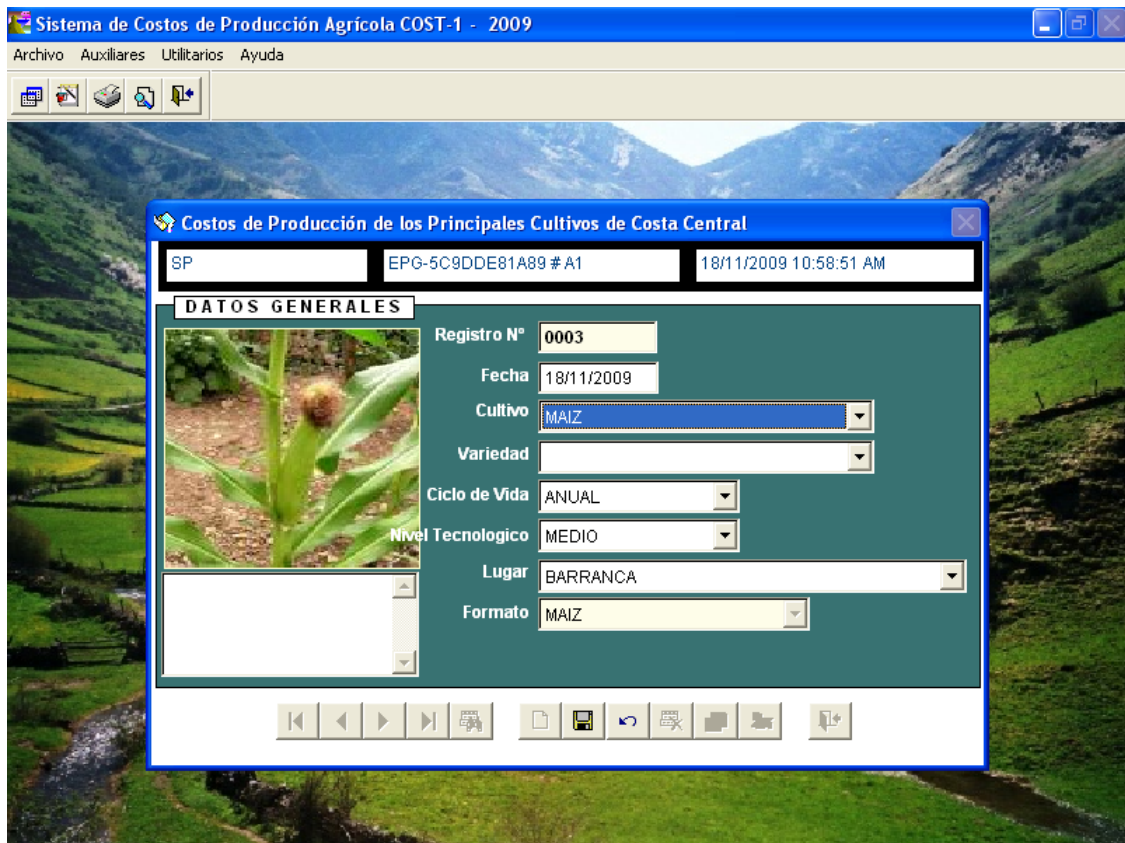 Sistema de Costos de Producción Agrícola COST-1 - 2009
Archivo Auxiliares Utilitarios Ayuda
Costos de Producción de los Principales Cultivos de Costa Central
SP EPG-5C9DDE81A89 # A1 18/11/2009 10:58:51 AM
DATOS GENERALES
Registro Nº 0003
Fecha 18/11/2009
Cultivo MAIZ
Variedad
Ciclo de Vida ANUAL
Nivel Tecnologico MEDIO
Lugar BARRANCA
Formato MAIZ